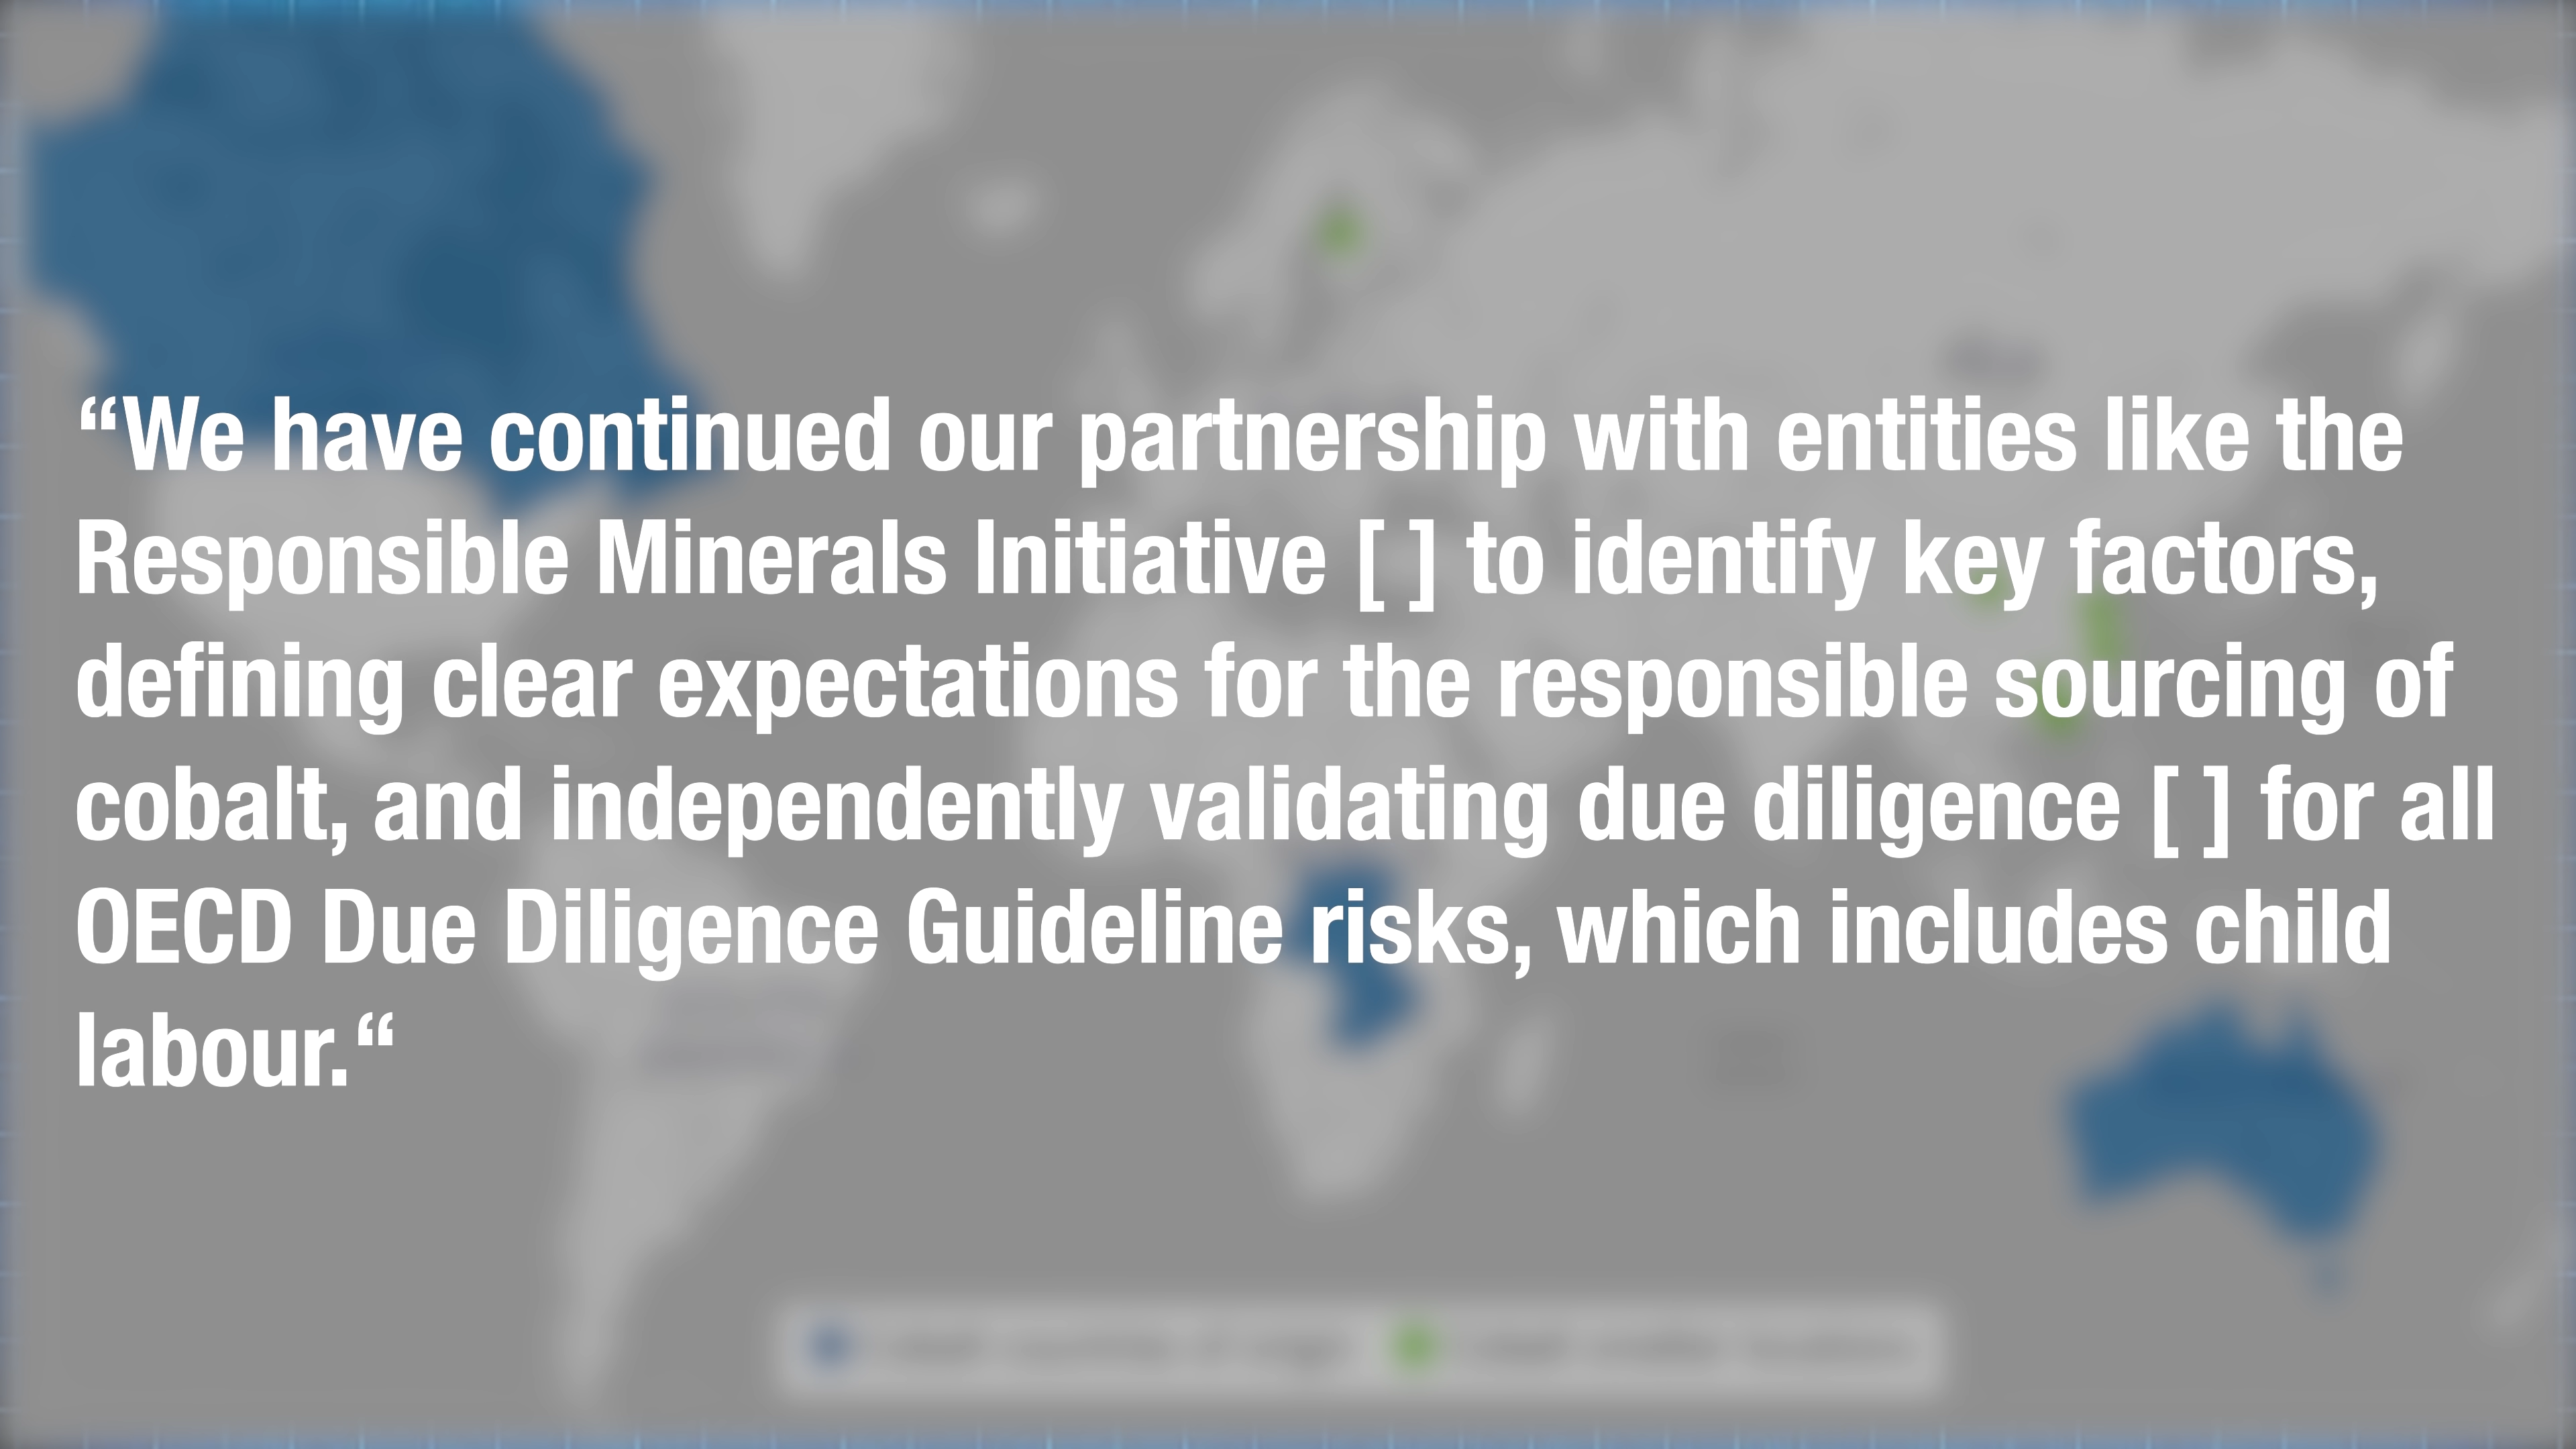 “We have continued our partnership with entities like the
Responsible Minerals Initiative [ ] to identify key factors,
defining clear expectations for the responsible sourcing of
cobalt, and independently validating due diligence [ ] for all
OECD Due Diligence Guideline risks, which includes child
labour.“